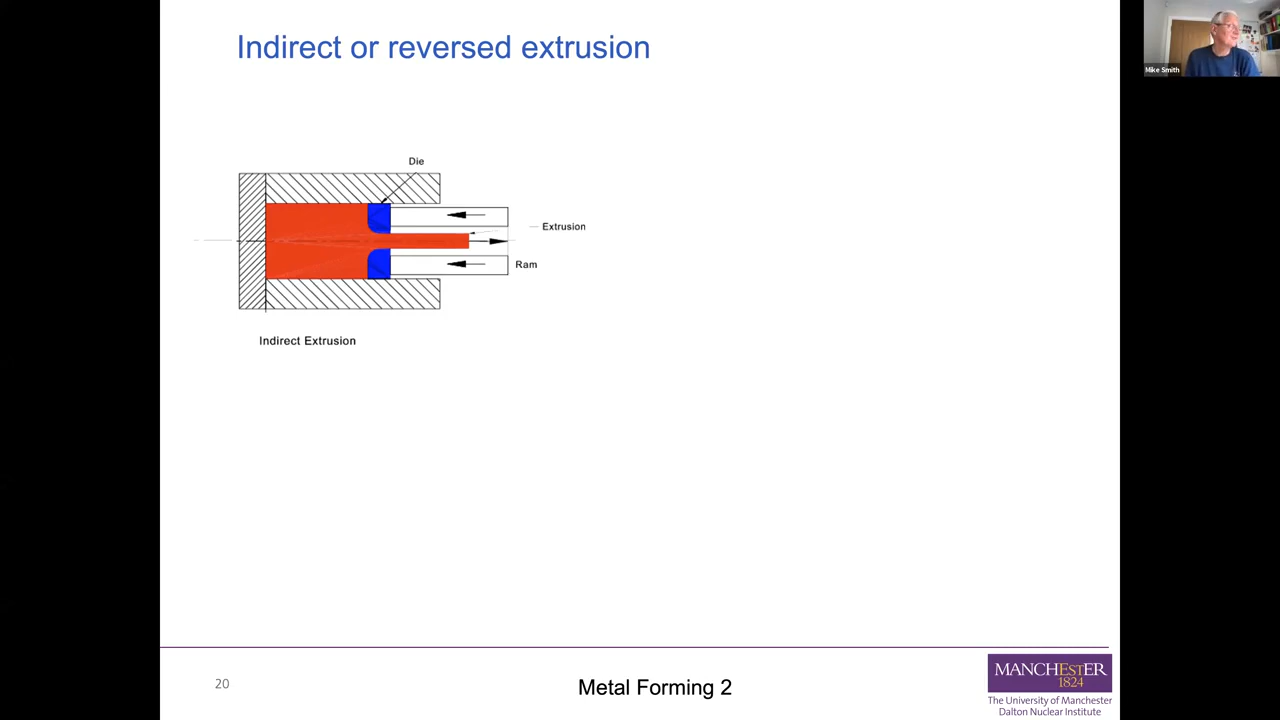 Indirect or reversed extrusion
Mike Smith
Die
Extrusion
Ram
Indirect Extrusion
20
Metal Forming 2
MANCHESTER
1824
The University of Manchester
Dalton Nuclear Institute